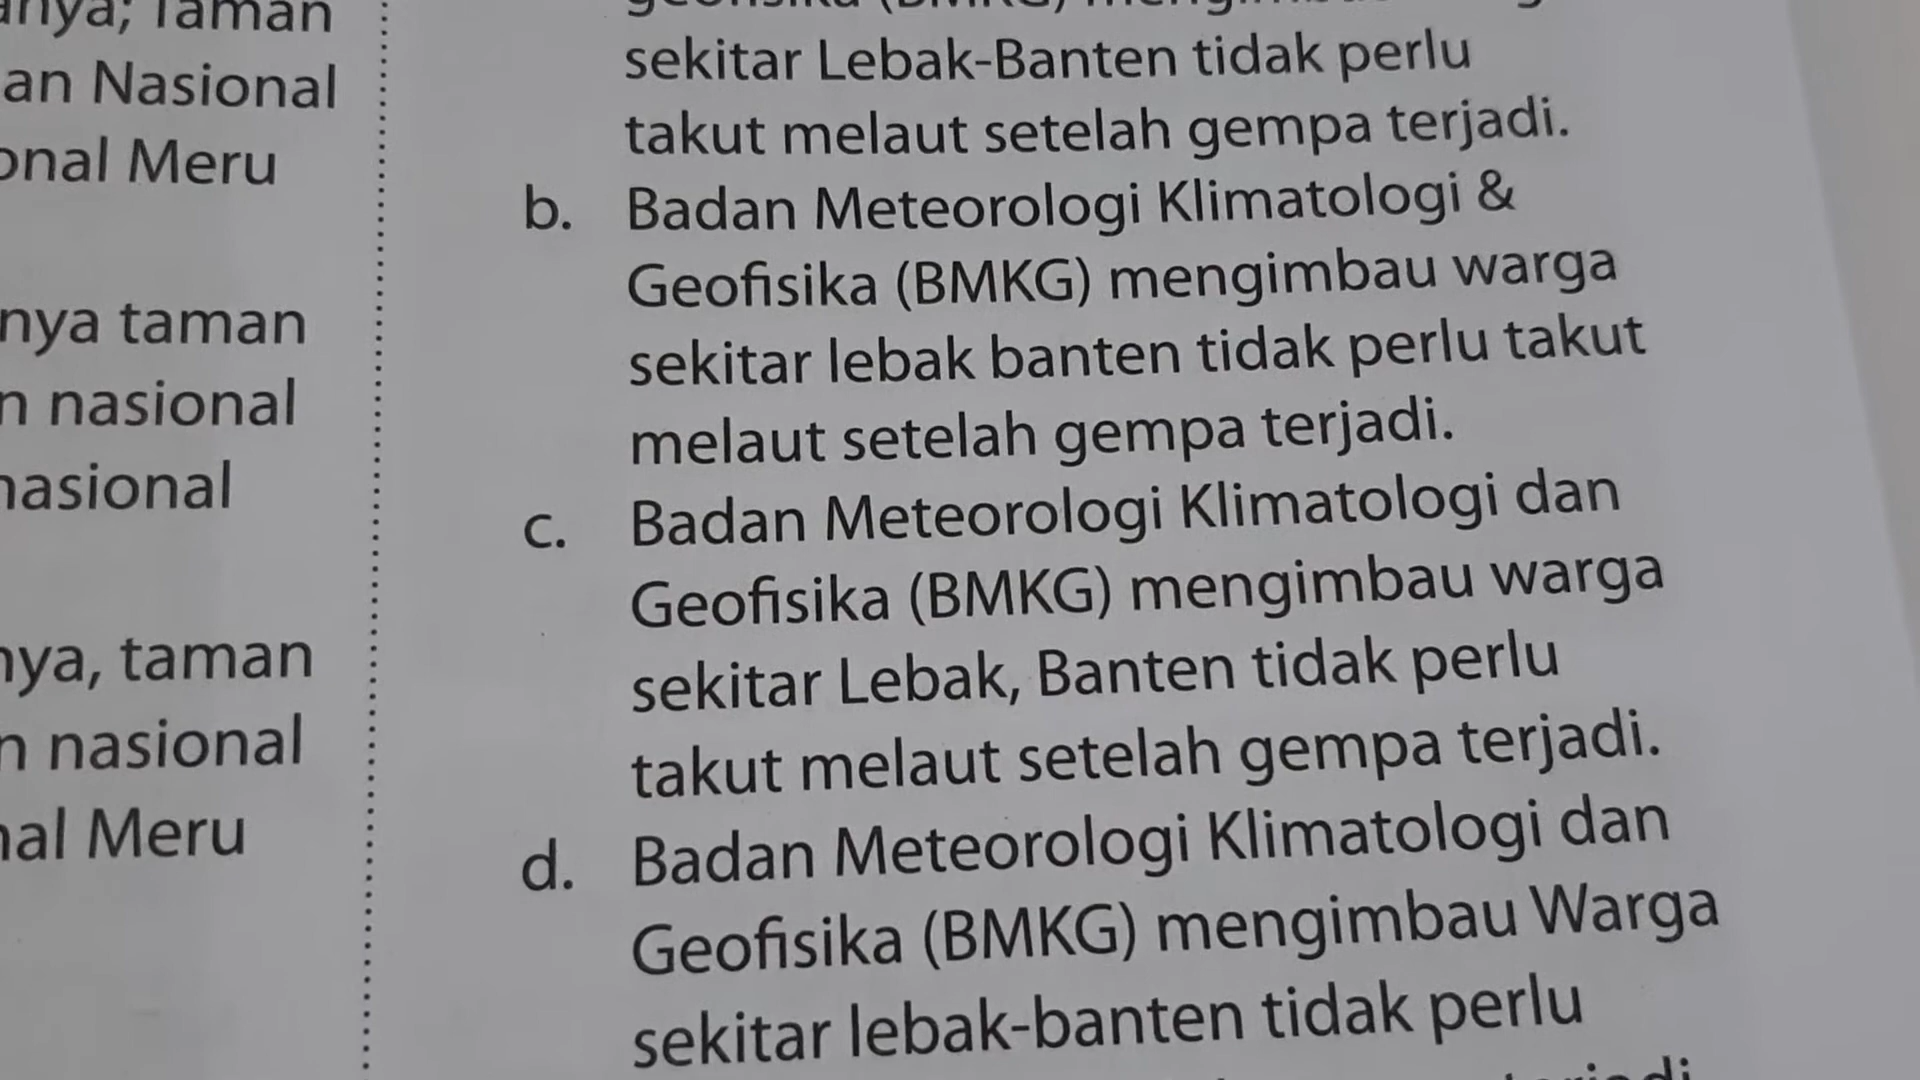 Taman
an Nasional
onal Meru
nya taman
n nasional
nasional
nya, taman
n nasional
nal Meru
(BMKG)
sekitar Lebak-Banten tidak perlu
takut melaut setelah gempa terjadi.
b. Badan Meteorologi Klimatologi &
Geofisika (BMKG) mengimbau warga
sekitar lebak banten tidak perlu takut
melaut setelah gempa terjadi.
c. Badan Meteorologi Klimatologi dan
Geofisika (BMKG) mengimbau warga
sekitar Lebak, Banten tidak perlu
takut melaut setelah gempa terjadi.
d. Badan Meteorologi Klimatologi dan
Geofisika (BMKG) mengimbau Warga
sekitar lebak-banten tidak perlu